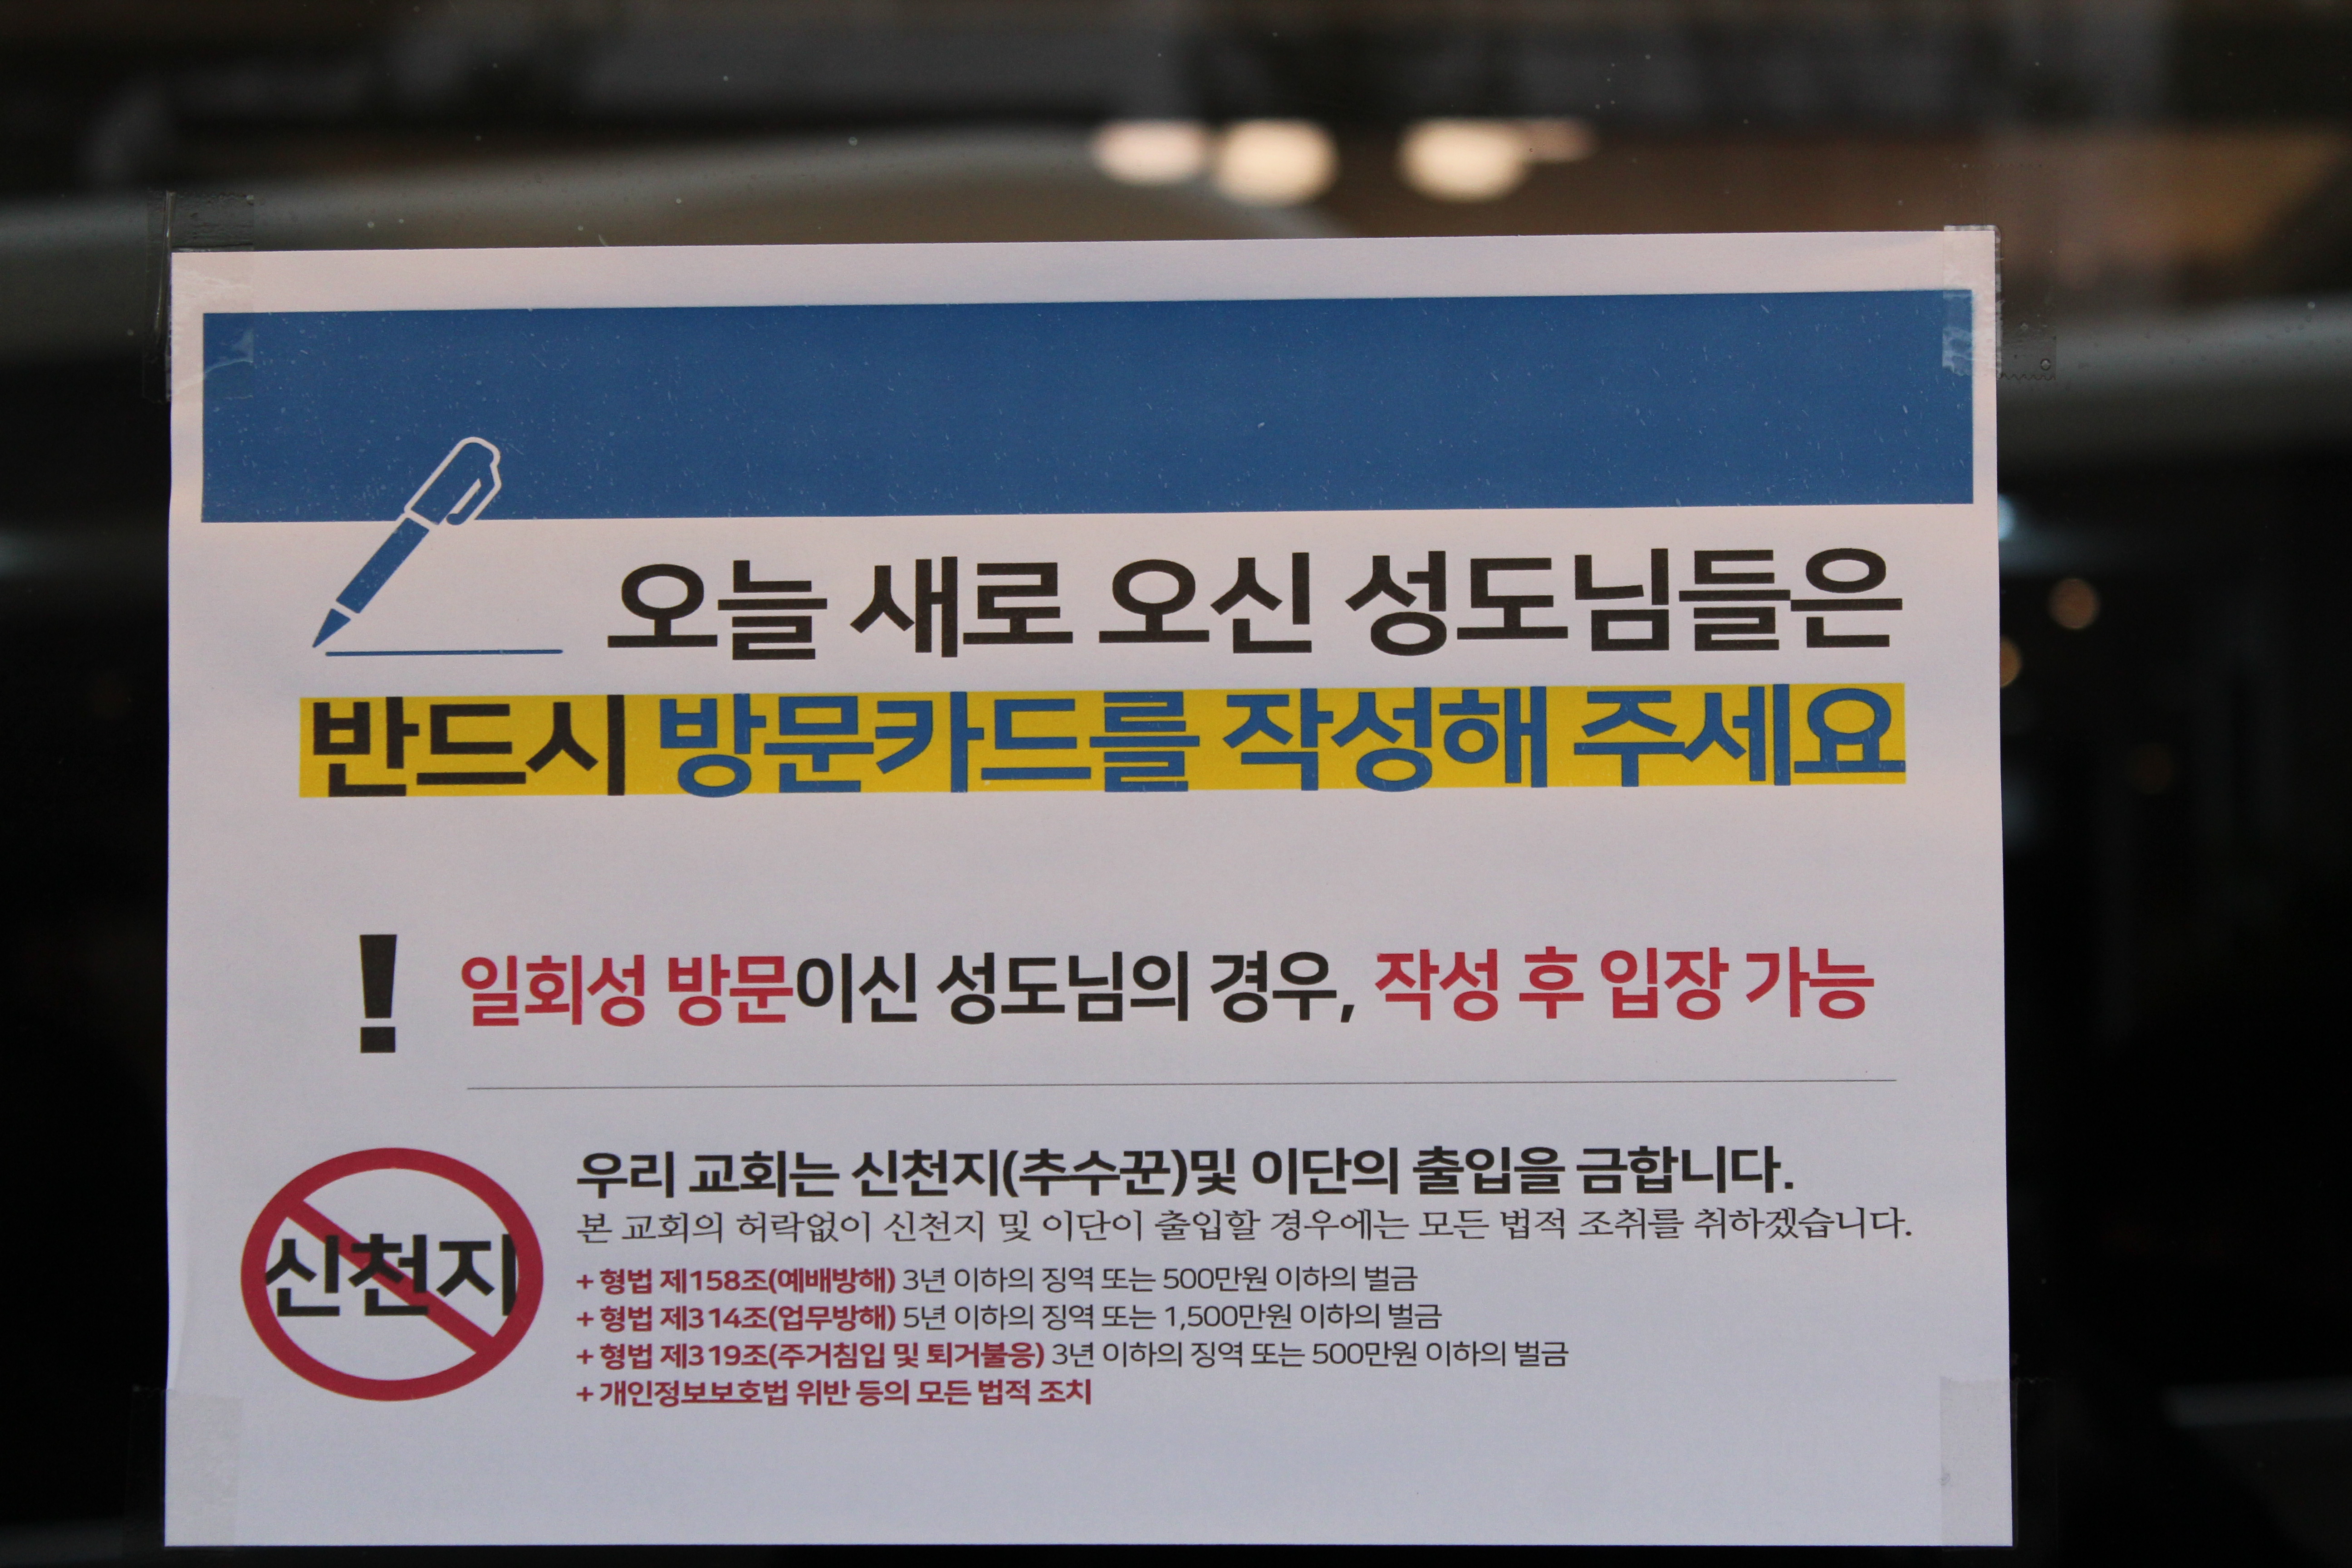 오늘 새로 오신 성도님들은
반드시 방문카드를 작성해 주세요
! 일회성 방문이신 성도님의 경우, 작성 후 입장 가능
신천지
우리 교회는 신천지(추수꾼)및 이단의 출입을 금합니다.
본 교회의 허락없이 신천지 및 이단이 출입할 경우에는 모든 법적 조취를 취하겠습니다.
+ 형법 제158조(예배방해) 3년 이하의 징역 또는 500만원 이하의 벌금
+ 형법 제314조(업무방해) 5년 이하의 징역 또는 1,500만원 이하의 벌금
+ 형법 제319조(주거침입 및 퇴거불응) 3년 이하의 징역 또는 500만원 이하의 벌금
+ 개인정보보호법 위반 등의 모든 법적 조치